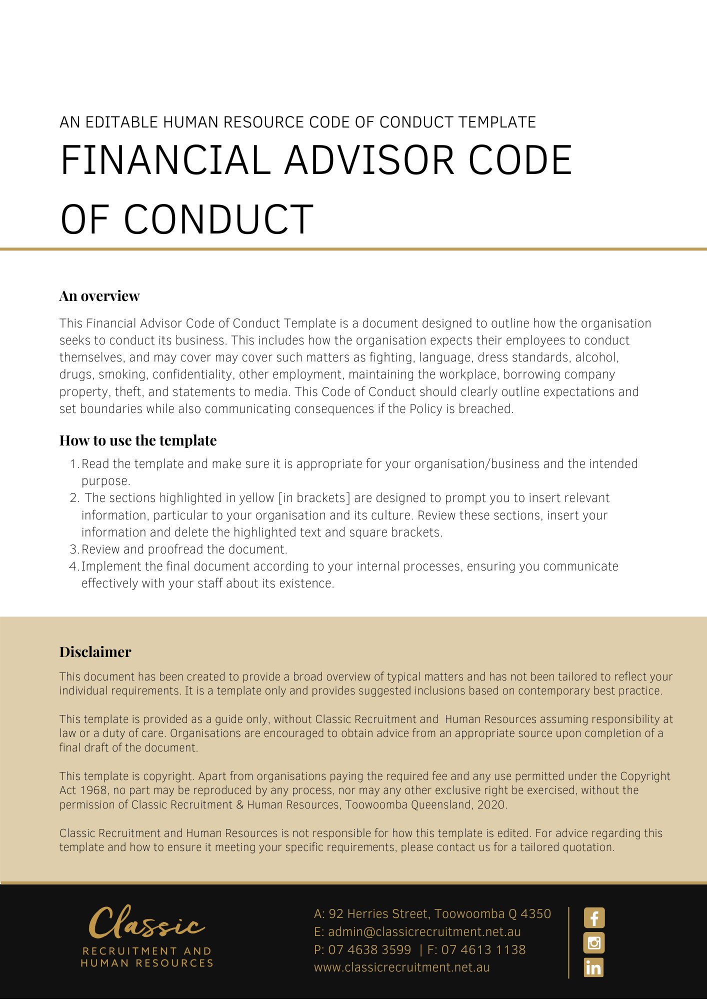 AN EDITABLE HUMAN RESOURCE CODE OF CONDUCT TEMPLATE
FINANCIAL ADVISOR CODE
OF CONDUCT
An overview
This Financial Advisor Code of Conduct Template is a document designed to outline how the organisation
seeks to conduct its business. This includes how the organisation expects their employees to conduct
themselves, and may cover may cover such matters as fighting, language, dress standards, alcohol,
drugs, smoking, confidentiality, other employment, maintaining the workplace, borrowing company
property, theft, and statements to media. This Code of Conduct should clearly outline expectations and
set boundaries while also communicating consequences if the Policy is breached.
How to use the template
1. Read the template and make sure it is appropriate for your organisation/business and the intended
purpose.
2. The sections highlighted in yellow [in brackets] are designed to prompt you to insert relevant
information, particular to your organisation and its culture. Review these sections, insert your
information and delete the highlighted text and square brackets.
3. Review and proofread the document.
4. Implement the final document according to your internal processes, ensuring you communicate
effectively with your staff about its existence.
Disclaimer
This document has been created to provide a broad overview of typical matters and has not been tailored to reflect your
individual requirements. It is a template only and provides suggested inclusions based on contemporary best practice.
This template is provided as a guide only, without Classic Recruitment and Human Resources assuming responsibility at
law or a duty of care. Organisations are encouraged to obtain advice from an appropriate source upon completion of a
final draft of the document.
This template is copyright. Apart from organisations paying the required fee and any use permitted under the Copyright
Act 1968, no part may be reproduced by any process, nor may any other exclusive right be exercised, without the
permission of Classic Recruitment & Human Resources, Toowoomba Queensland, 2020.
Classic Recruitment and Human Resources is not responsible for how this template is edited. For advice regarding this
template and how to ensure it meeting your specific requirements, please contact us for a tailored quotation.
Classic
RECRUITMENT AND
HUMAN RESOURCES
A: 92 Herries Street, Toowoomba Q 4350
E: admin@classicrecruitment.net.au
P: 07 4638 3599 | F: 07 4613 1138
www.classicrecruitment.net.au